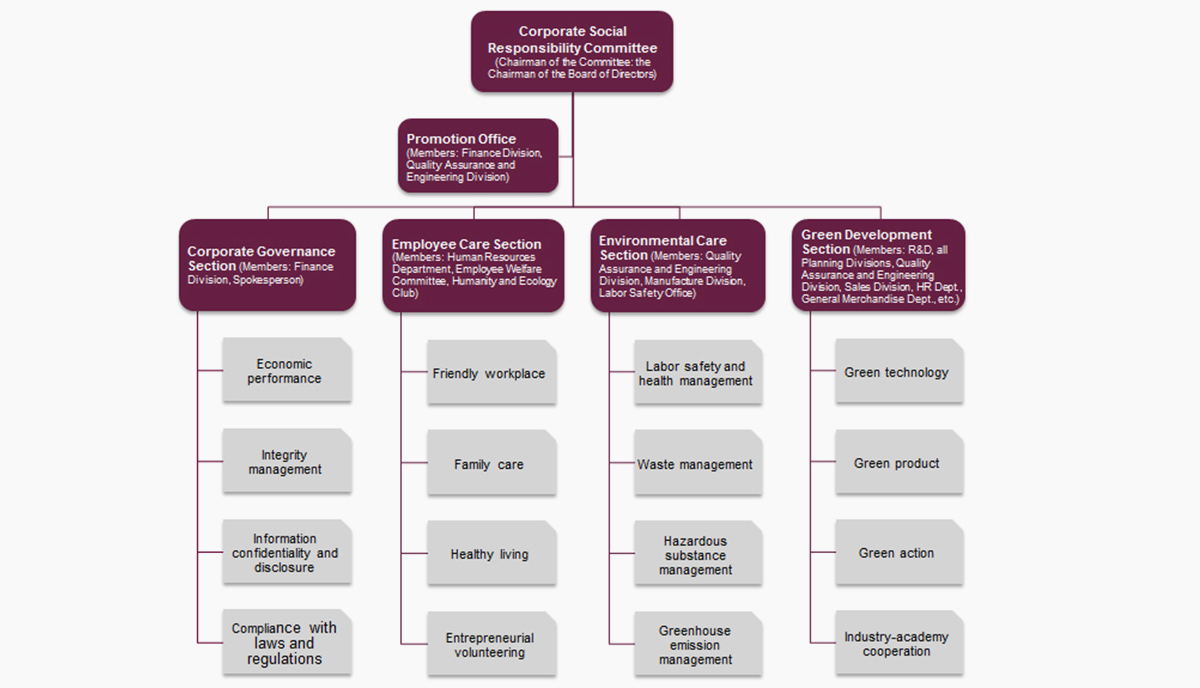 Corporate Social
Responsibility Committee
(Chairman of the Committee: the
Chairman of the Board of Directors)
Promotion Office
(Members: Finance Division,
Quality Assurance and
Engineering Division)
Corporate Governance
Section (Members: Finance
Division, Spokesperson)
Employee Care Section
(Members: Human Resources
Department, Employee Welfare
Committee, Humanity and Ecology
Club)
Environmental Care
Section (Members: Quality
Assurance and Engineering
Division, Manufacture Division,
Labor Safety Office)
Green Development
Section (Members: R&D, all
Planning Divisions, Quality
Assurance and Engineering
Division, Sales Division, HR Dept.,
General Merchandise Dept., etc.)
Economic
performance
Integrity
management
Information
confidentiality and
disclosure
Compliance with
laws and
regulations
Friendly workplace
Family care
Healthy living
Entrepreneurial
volunteering
Labor safety and
health management
Waste management
Hazardous
substance
management
Greenhouse
emission
management
Green technology
Green product
Green action
Industry-academy
cooperation